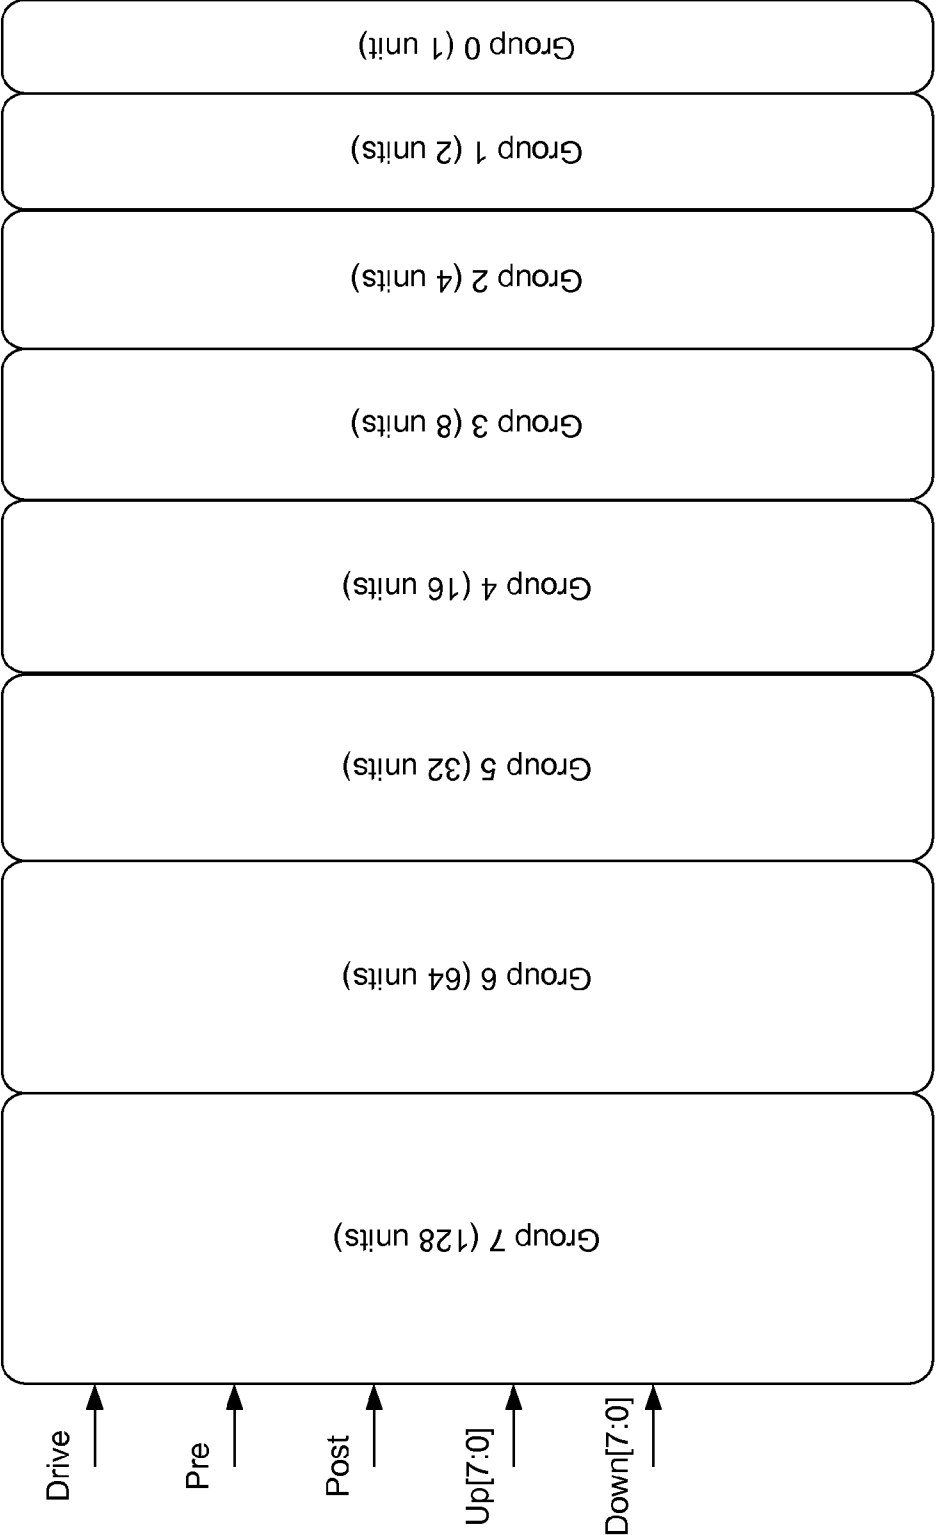 Group 0 (1 unit)
Group 1 (2 units)
Group 2 (4 units)
Group 3 (8 units)
Group 4 (16 units)
Group 5 (32 units)
Group 6 (64 units)
Group 7 (128 units)
Drive
Pre
Post
Up[7:0]
Down[7:0]